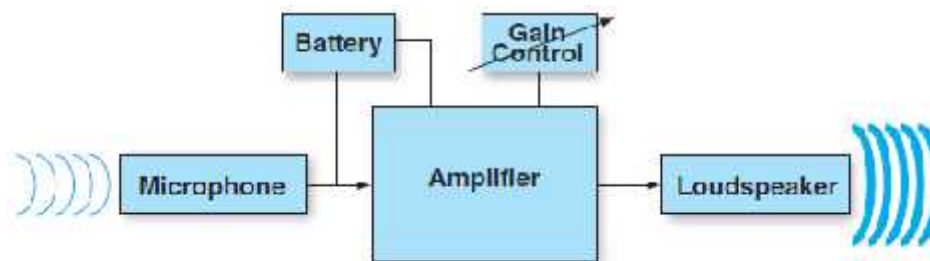 Battery
Gain
Control
Microphone
Amplifier
Loudspeaker